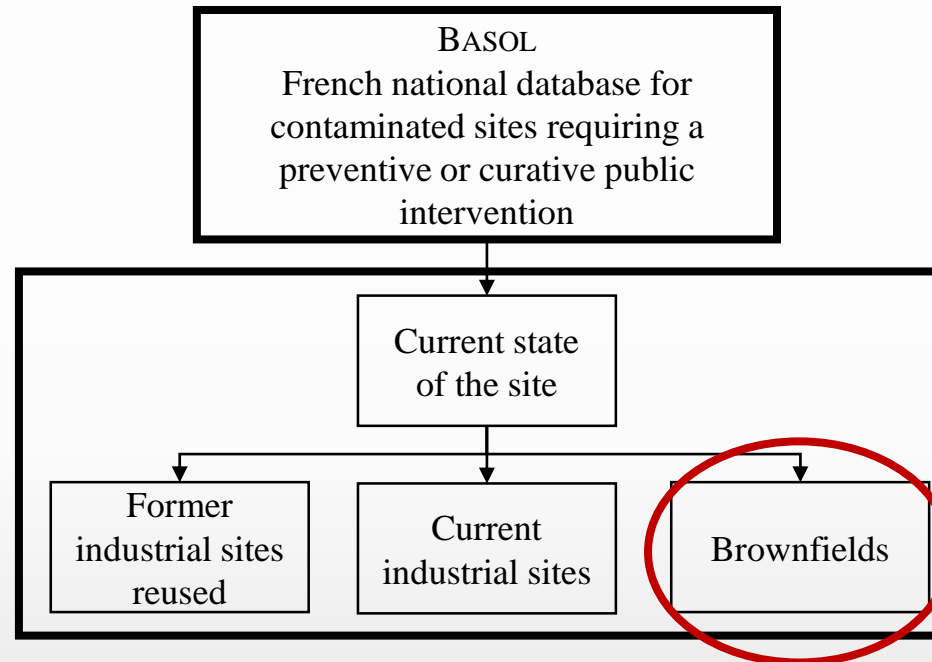 BASOL
French national database for
contaminated sites requiring a
preventive or curative public
intervention
Current state
of the site
Former
industrial sites
reused
Current
industrial sites
Brownfields